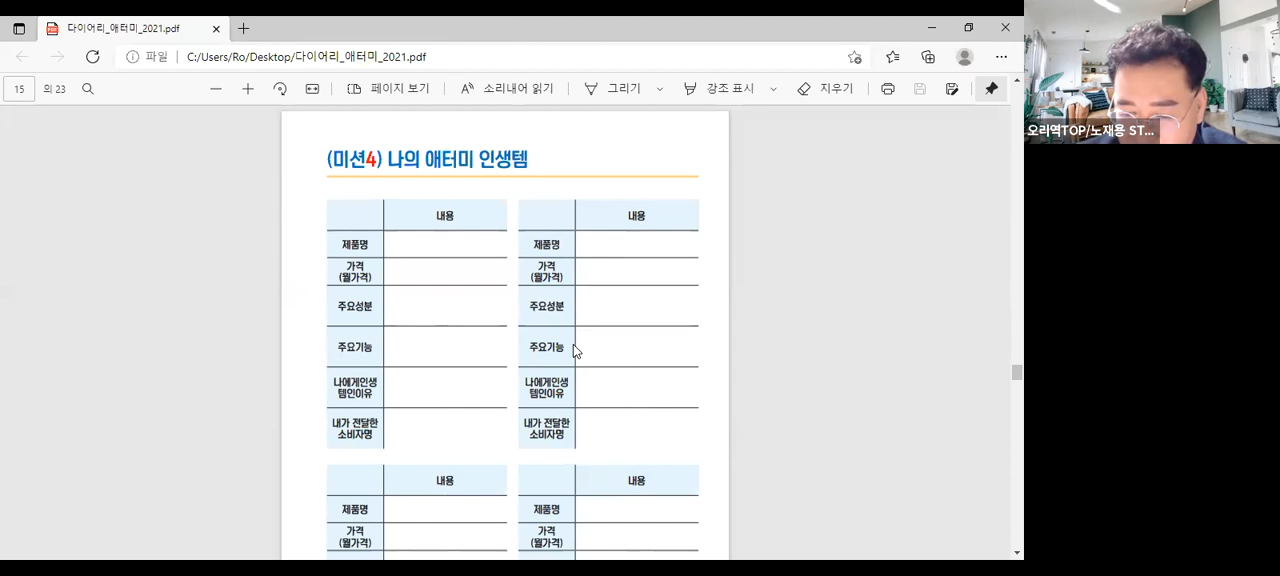 다이어리_애터미_2021.pdf
파일 C:/Users/Ro/Desktop/다이어리_애터미_2021.pdf
15 의 23 페이지 보기 소리내어 읽기 그리기 강조 표시 지우기
오리역TOP/노재용 ST...
(미션4) 나의 애터미 인생템
내용 내용
제품명 제품명
가격 가격
(월가격) (월가격)
주요성분 주요성분
주요기능 주요기능
나에게인생 나에게인생
템인이유 템인이유
내가 전달한 내가 전달한
소비자명 소비자명
내용 내용
제품명 제품명
가격 가격
(월가격) (월가격)